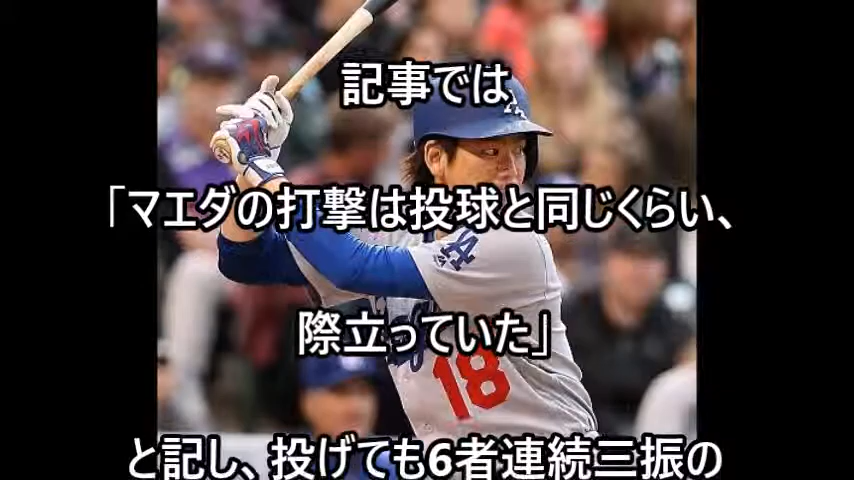 記事では
「マエダの打撃は投球と同じくらい、
際立っていた」
18
と記し、投げても6者連続三振の